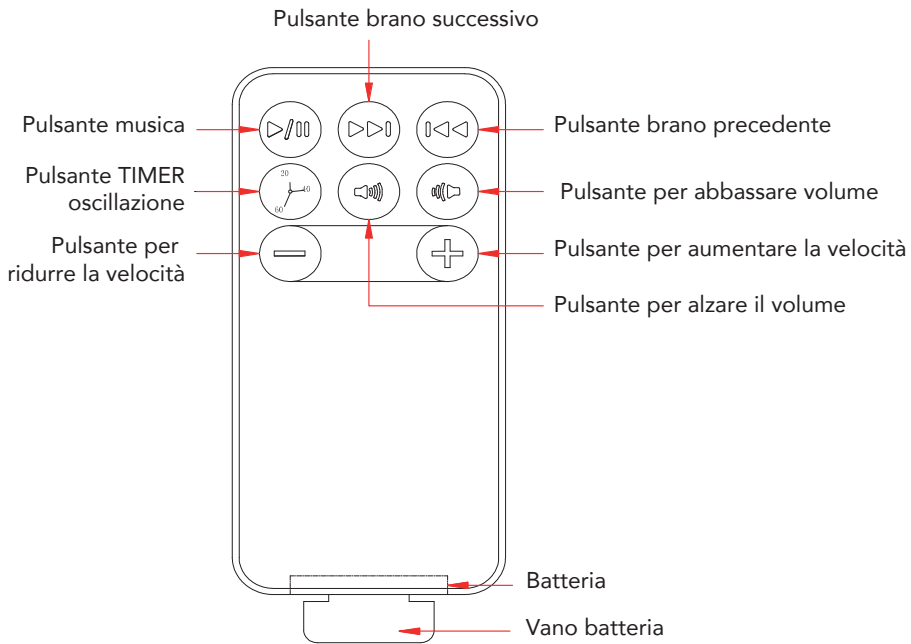 Pulsante brano successivo
Pulsante musica
Pulsante brano precedente
Pulsante TIMER
oscillazione
20
40
60
Pulsante per abbassare volume
Pulsante per
ridurre la velocità
Pulsante per aumentare la velocità
Pulsante per alzare il volume
Batteria
Vano batteria